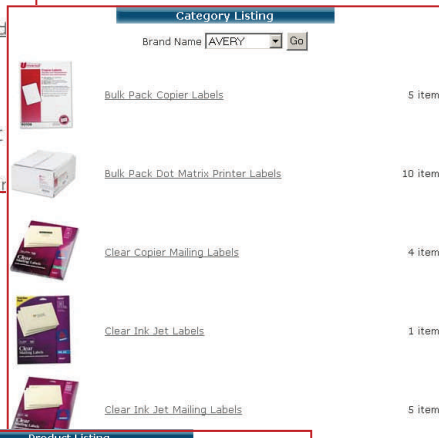 Category Listing
Brand Name AVERY Go
Bulk Pack Copier Labels 5 item
Bulk Pack Dot Matrix Printer Labels 10 item
Clear Copier Mailing Labels 4 item
Clear Ink Jet Labels 1 item
Clear Ink Jet Mailing Labels 5 item
Product Listing